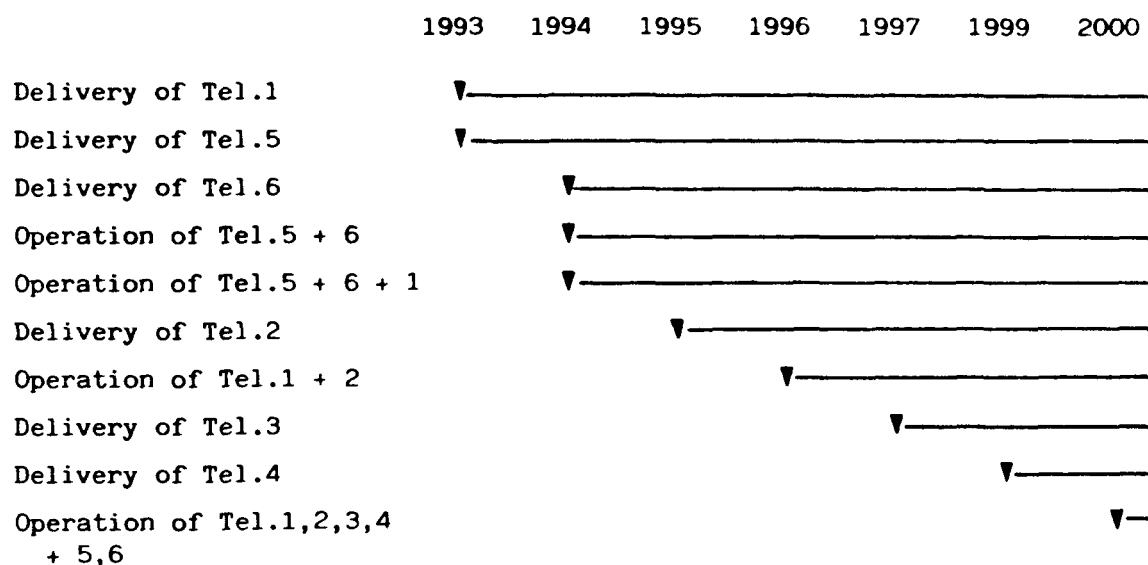 1993 1994 1995 1996 1997 1999 2000
Delivery of Tel.1
Delivery of Tel.5
Delivery of Tel.6
Operation of Tel.5 + 6
Operation of Tel.5 + 6 + 1
Delivery of Tel.2
Operation of Tel.1 + 2
Delivery of Tel.3
Delivery of Tel.4
Operation of Tel.1,2,3,4
+ 5,6